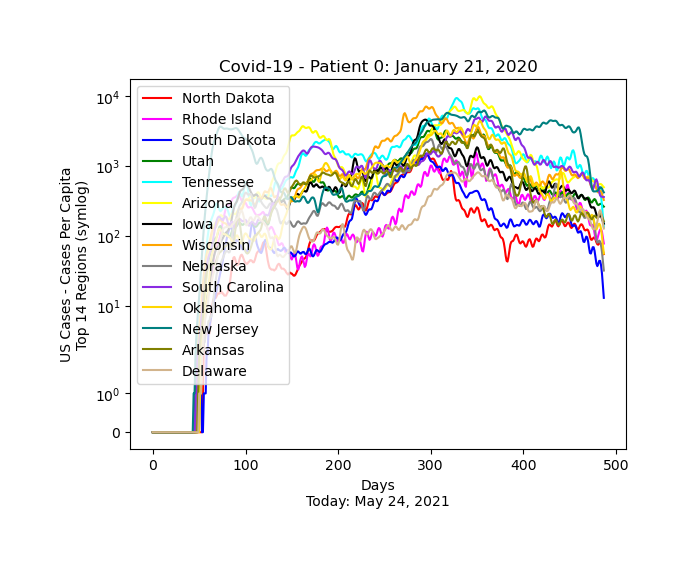 Covid-19 - Patient 0: January 21, 2020
US Cases - Cases Per Capita
Top 14 Regions (symlog)
10^4
10^3
10^2
10^1
10^0
0
North Dakota
Rhode Island
South Dakota
Utah
Tennessee
Arizona
Iowa
Wisconsin
Nebraska
South Carolina
Oklahoma
New Jersey
Arkansas
Delaware
0 100 200 300 400 500
Days
Today: May 24, 2021